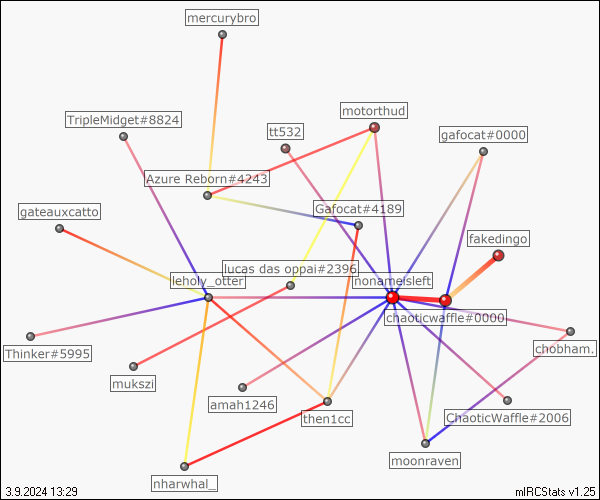 mercurybro
TripleMidget#8824
motorthud
tt532
gafocat#0000
Azure Reborn#4243
gateauxcatto
Gafocat#4189
fakedingo
lucas das oppai#2396
leholy_otter
nonameisleft
chaoticwaffle#0000
Thinker#5995
chobham.
mukszi
amah1246
then1cc
ChaoticWaffle#2006
moonraven
nharwhal_
3.9.2024 13:29
mIRCStats v1.25